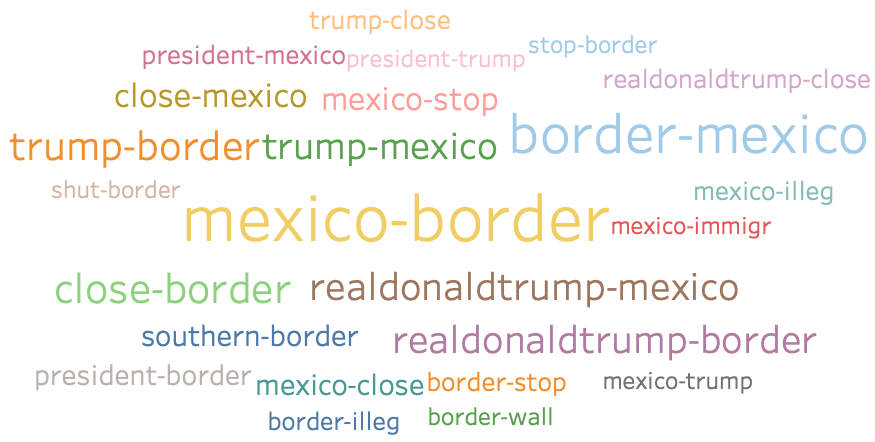 trump-close
president-mexico president-trump stop-border
realdonaldtrump-close
close-mexico mexico-stop
trump-border trump-mexico border-mexico
shut-border mexico-illeg
mexico-border mexico-immigr
close-border realdonaldtrump-mexico
southern-border realdonaldtrump-border
president-border mexico-close border-stop mexico-trump
border-illeg border-wall